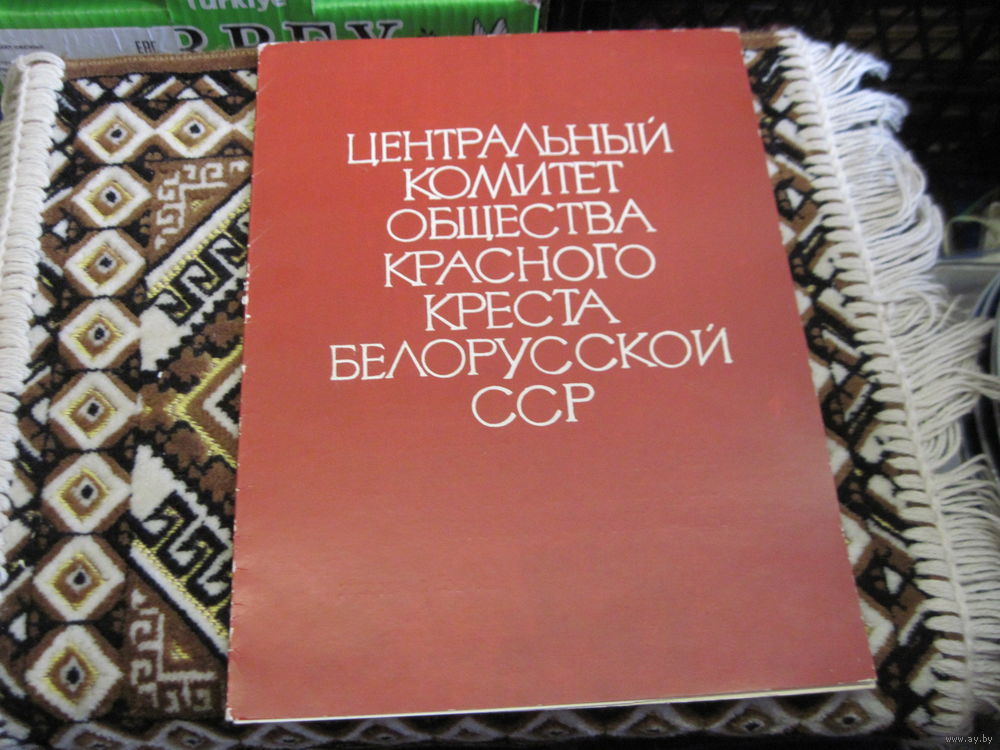 Türkiye
ЦЕНТРАЛЬНЫЙ
КОМИТЕТ
ОБЩЕСТВА
КРАСНОГО
КРЕСТА
БЕЛОРУССКОЙ
ССР
www.ay.by